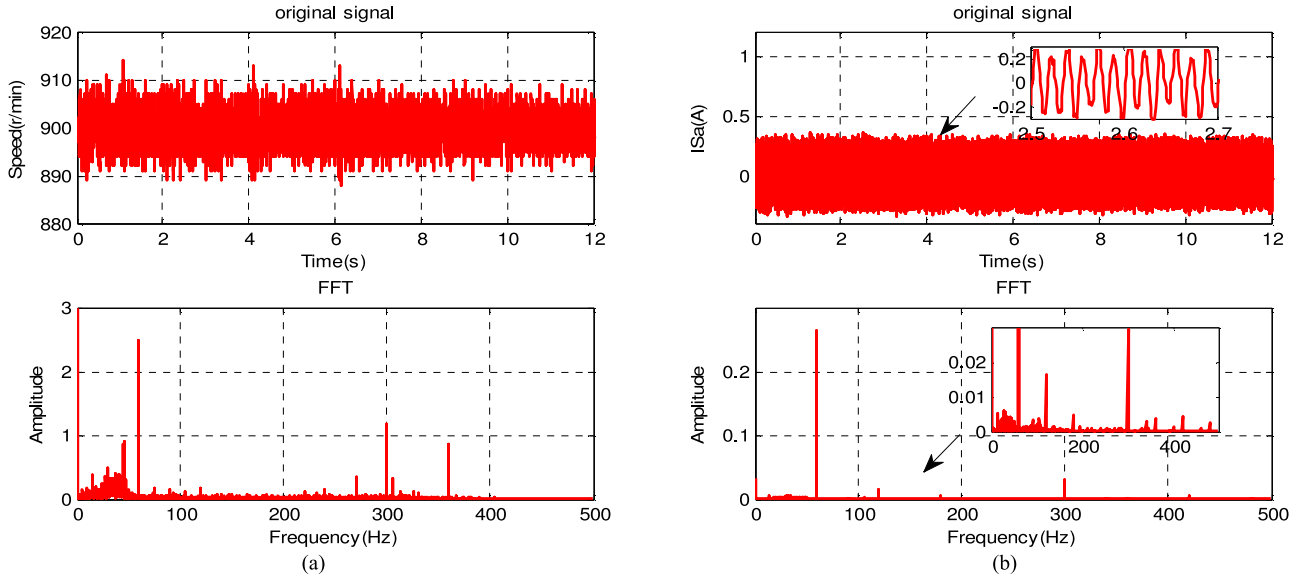 original signal
920
910
900
890
880
Speed(r/min)
0 2 4 6 8 10 12
Time(s)
FFT
3
2
1
0
Amplitude
0 100 200 300 400 500
Frequency(Hz)
(a)
original signal
1
0.5
0
ISa(A)
0.2
0
-0.2
2.5 2.6 2.7
0 2 4 6 8 10 12
Time(s)
FFT
0.2
0.1
0
Amplitude
0.02
0.01
0
0 200 400
0 100 200 300 400 500
Frequency(Hz)
(b)